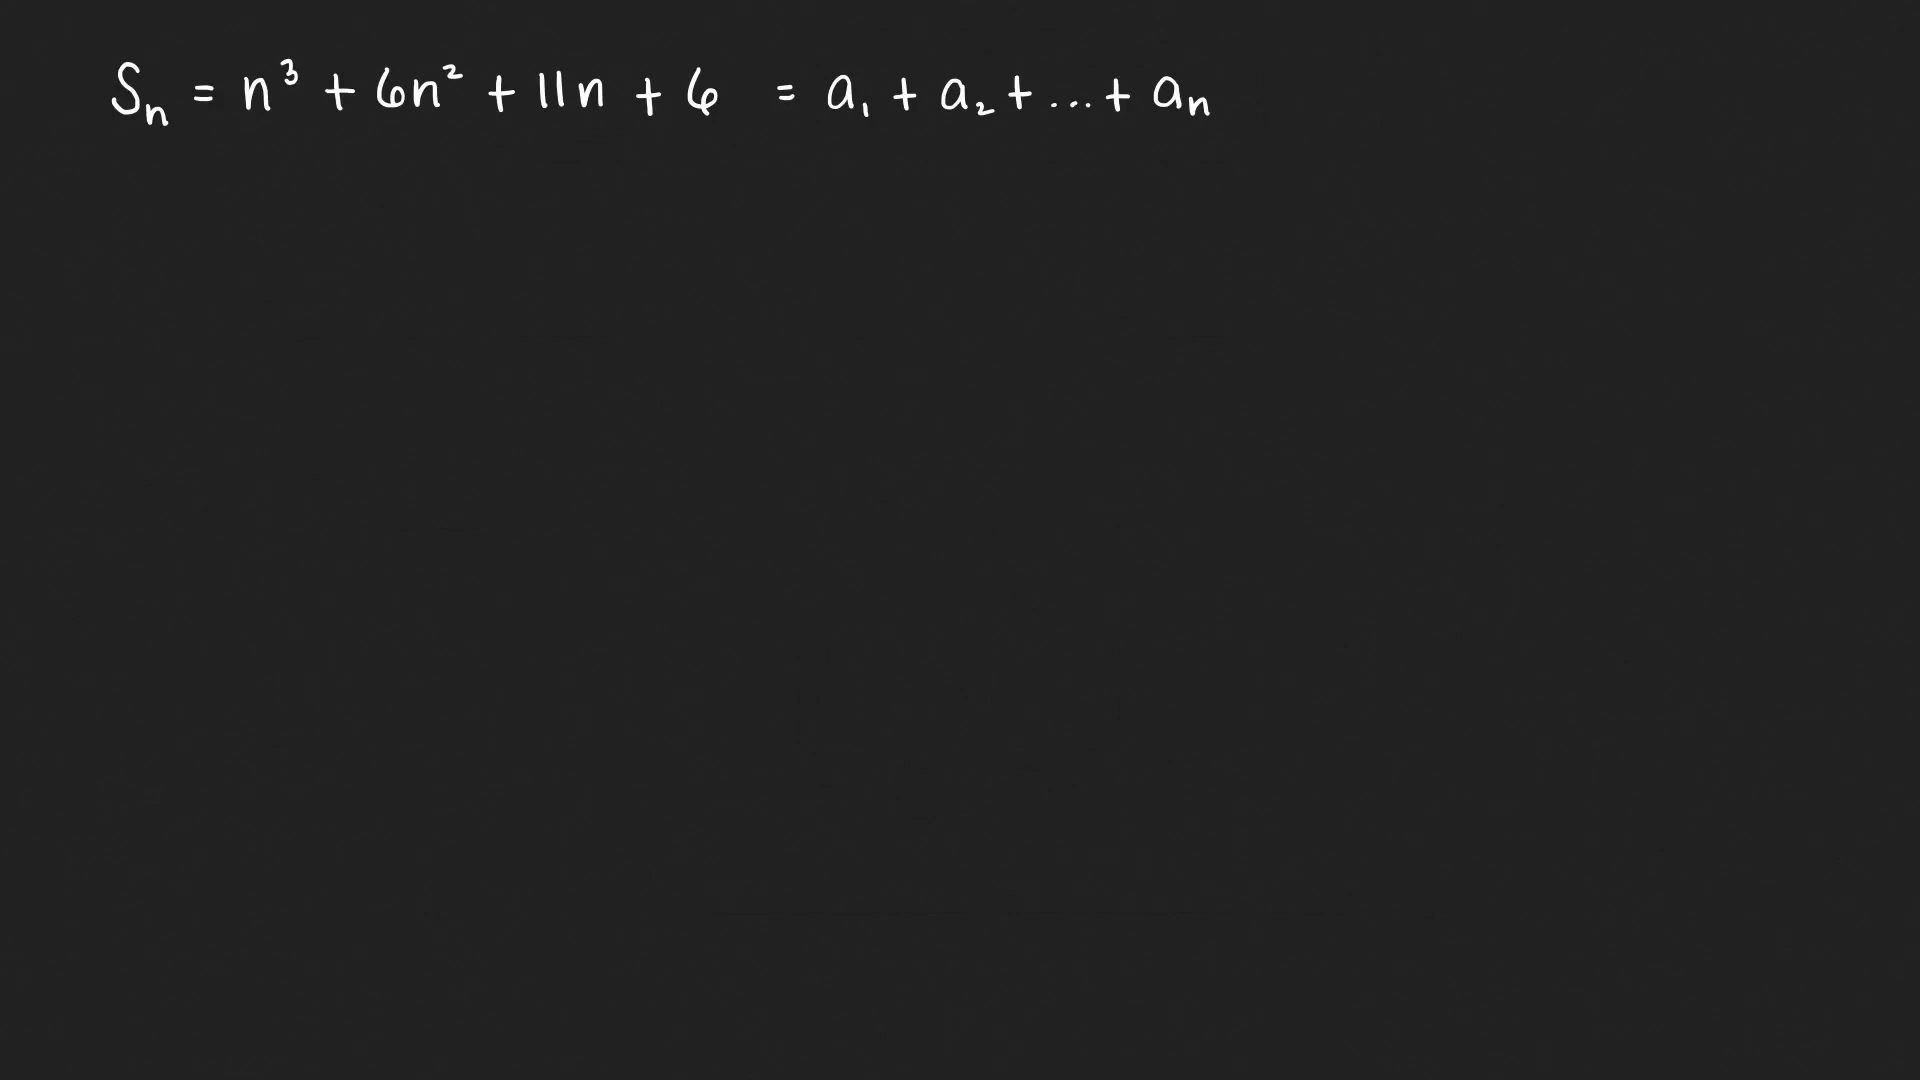 Sₙ = n³ + 6n² + 11n + 6 = a₁ + a₂ + ... + aₙ